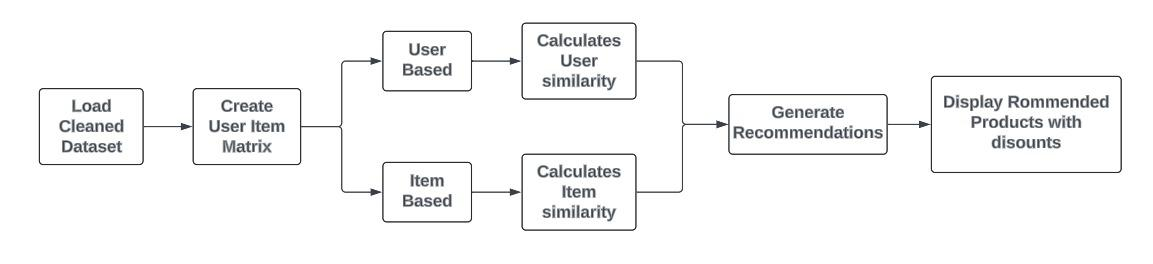 Load
Cleaned
Dataset
Create
User Item
Matrix
User
Based
Calculates
User
similarity
Item
Based
Calculates
Item
similarity
Generate
Recommendations
Display Rommended
Products with
disounts